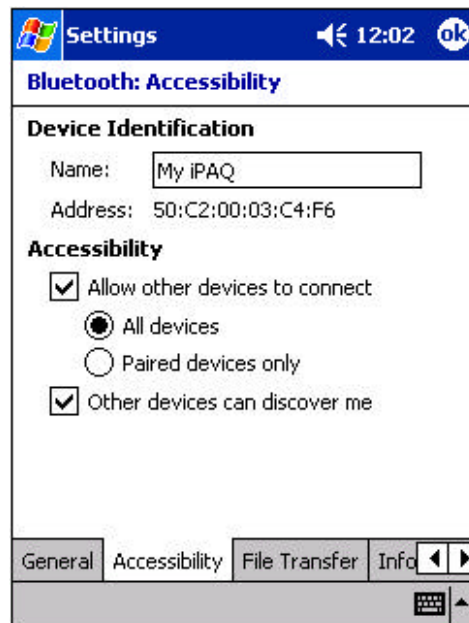 Settings 12:02 ok
Bluetooth: Accessibility
Device Identification
Name: My iPAQ
Address: 50:C2:00:03:C4:F6
Accessibility
Allow other devices to connect
All devices
Paired devices only
Other devices can discover me
General Accessibility File Transfer Info